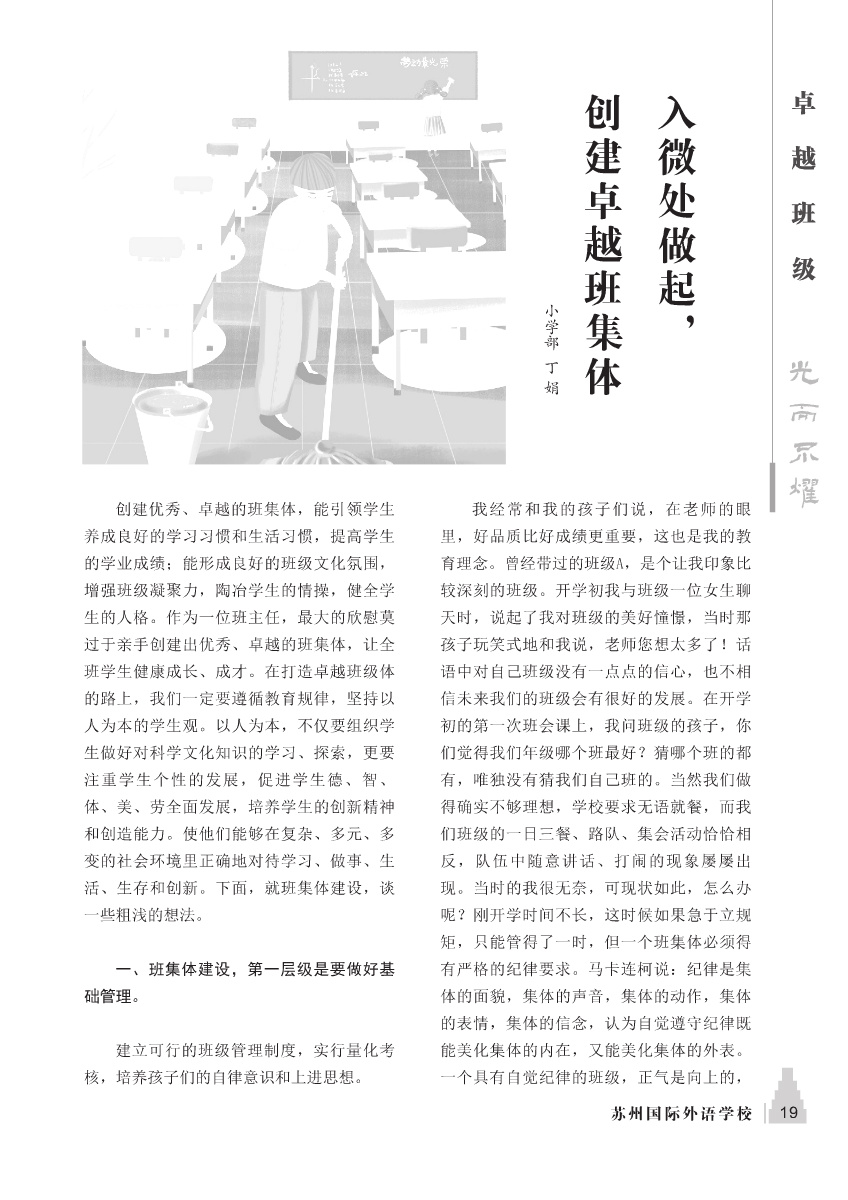 卓越班级
光而不耀
劳动最光荣
入微处做起，
创建卓越班集体
小学部 丁娟
创建优秀、卓越的班集体，能引领学生
养成良好的学习习惯和生活习惯，提高学生
的学业成绩；能形成良好的班级文化氛围，
增强班级凝聚力，陶冶学生的情操，健全学
生的人格。作为一位班主任，最大的欣慰莫
过于亲手创建出优秀、卓越的班集体，让全
班学生健康成长、成才。在打造卓越班级体
的路上，我们一定要遵循教育规律，坚持以
人为本的学生观。以人为本，不仅要组织学
生做好对科学文化知识的学习、探索，更要
注重学生个性的发展，促进学生德、智、
体、美、劳全面发展，培养学生的创新精神
和创造能力。使他们能够在复杂、多元、多
变的社会环境里正确地对待学习、做事、生
活、生存和创新。下面，就班集体建设，谈
一些粗浅的想法。
一、班集体建设，第一层级是要做好基
础管理。
建立可行的班级管理制度，实行量化考
核，培养孩子们的自律意识和上进思想。
我经常和我的孩子们说，在老师的眼
里，好品质比好成绩更重要，这也是我的教
育理念。曾经带过的班级A，是个让我印象比
较深刻的班级。开学初我与班级一位女生聊
天时，说起了我对班级的美好憧憬，当时那
孩子玩笑式地和我说，老师您想太多了！话
语中对自己班级没有一点点的信心，也不相
信未来我们的班级会有很好的发展。在开学
初的第一次班会课上，我问班级的孩子，你
们觉得我们年级哪个班最好？猜哪个班的都
有，唯独没有猜我们自己班的。当然我们做
得确实不够理想，学校要求无语就餐，而我
们班级的一日三餐、路队、集会活动恰恰相
反，队伍中随意讲话、打闹的现象屡屡出
现。当时的我很无奈，可现状如此，怎么办
呢？刚开学时间不长，这时候如果急于立规
矩，只能管得了一时，但一个班集体必须得
有严格的纪律要求。马卡连柯说：纪律是集
体的面貌，集体的声音，集体的动作，集体
的表情，集体的信念，认为自觉遵守纪律既
能美化集体的内在，又能美化集体的外表。
一个具有自觉纪律的班级，正气是向上的，
苏州国际外语学校 19